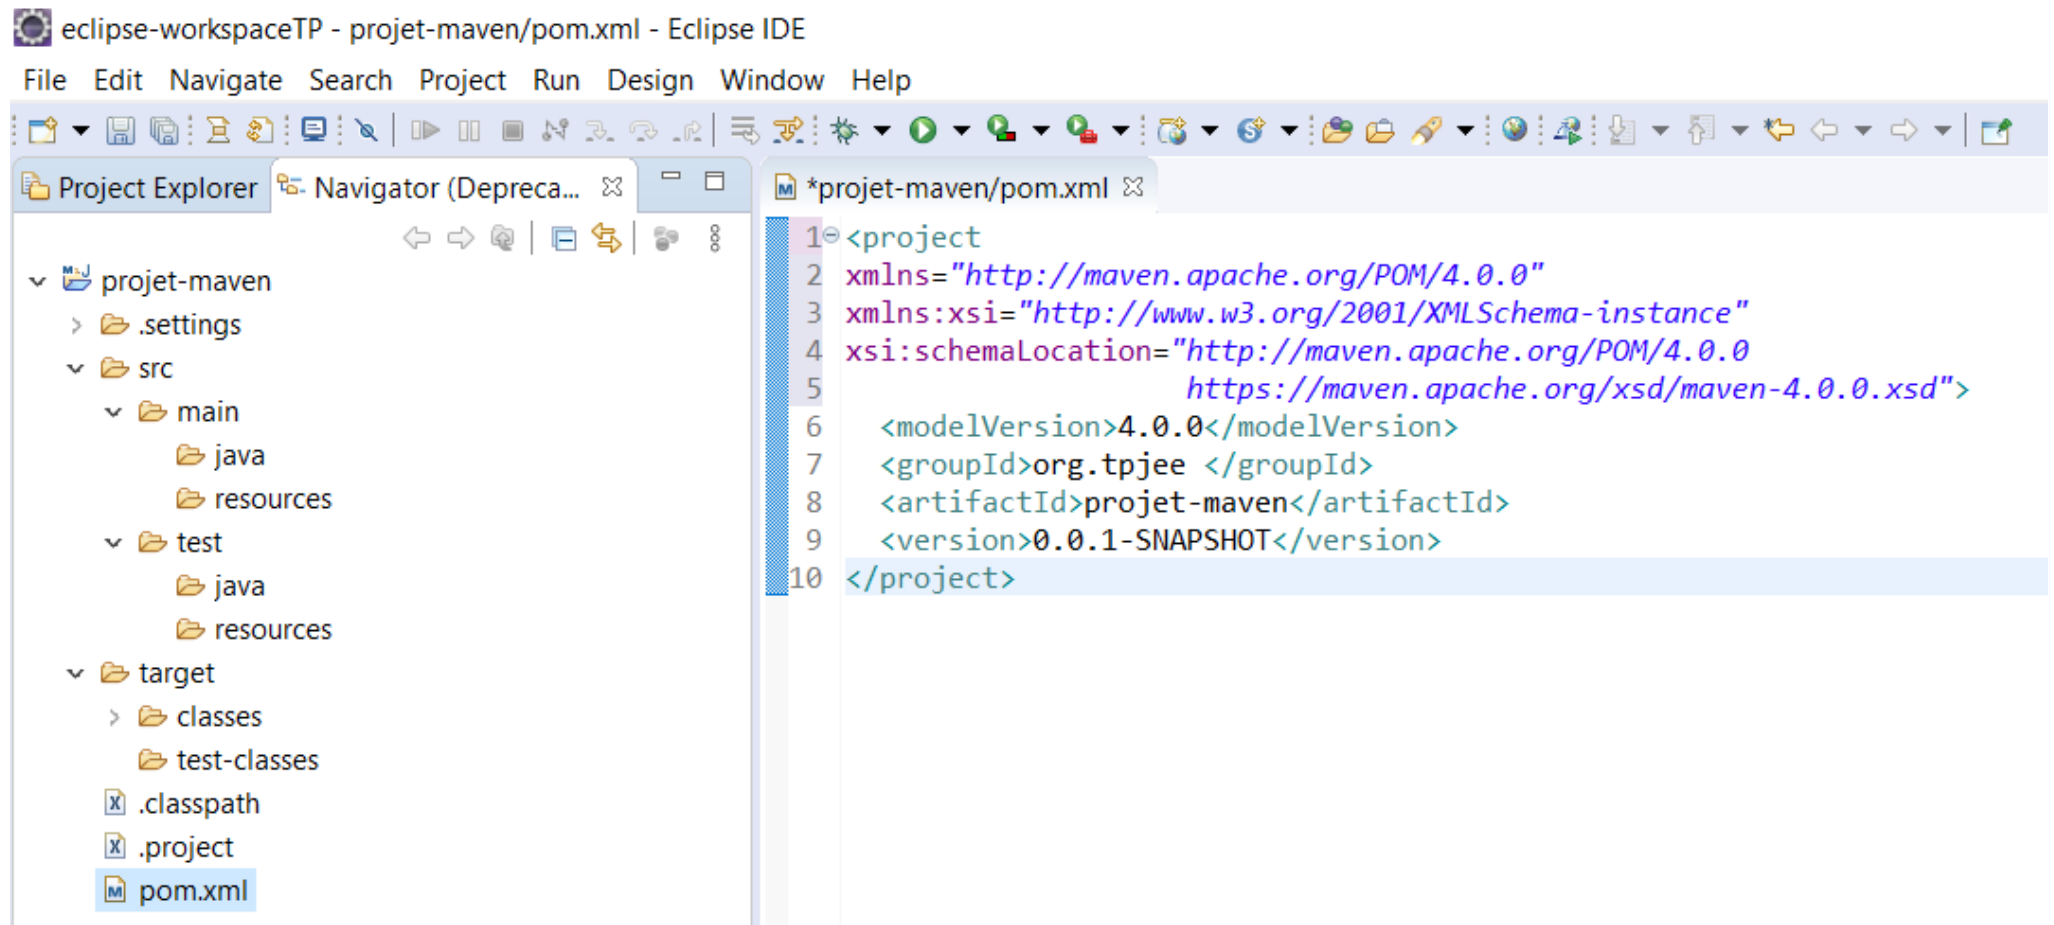 eclipse-workspaceTP - projet-maven/pom.xml - Eclipse IDE
File Edit Navigate Search Project Run Design Window Help
Project Explorer
Navigator (Depreca...
projet-maven
.settings
src
main
java
resources
test
java
resources
target
classes
test-classes
.classpath
.project
pom.xml
*projet-maven/pom.xml
1 <project
2 xmlns="http://maven.apache.org/POM/4.0.0"
3 xmlns:xsi="http://www.w3.org/2001/XMLSchema-instance"
4 xsi:schemaLocation="http://maven.apache.org/POM/4.0.0
5 https://maven.apache.org/xsd/maven-4.0.0.xsd">
6 <modelVersion>4.0.0</modelVersion>
7 <groupId>org.tpjee </groupId>
8 <artifactId>projet-maven</artifactId>
9 <version>0.0.1-SNAPSHOT</version>
10 </project>